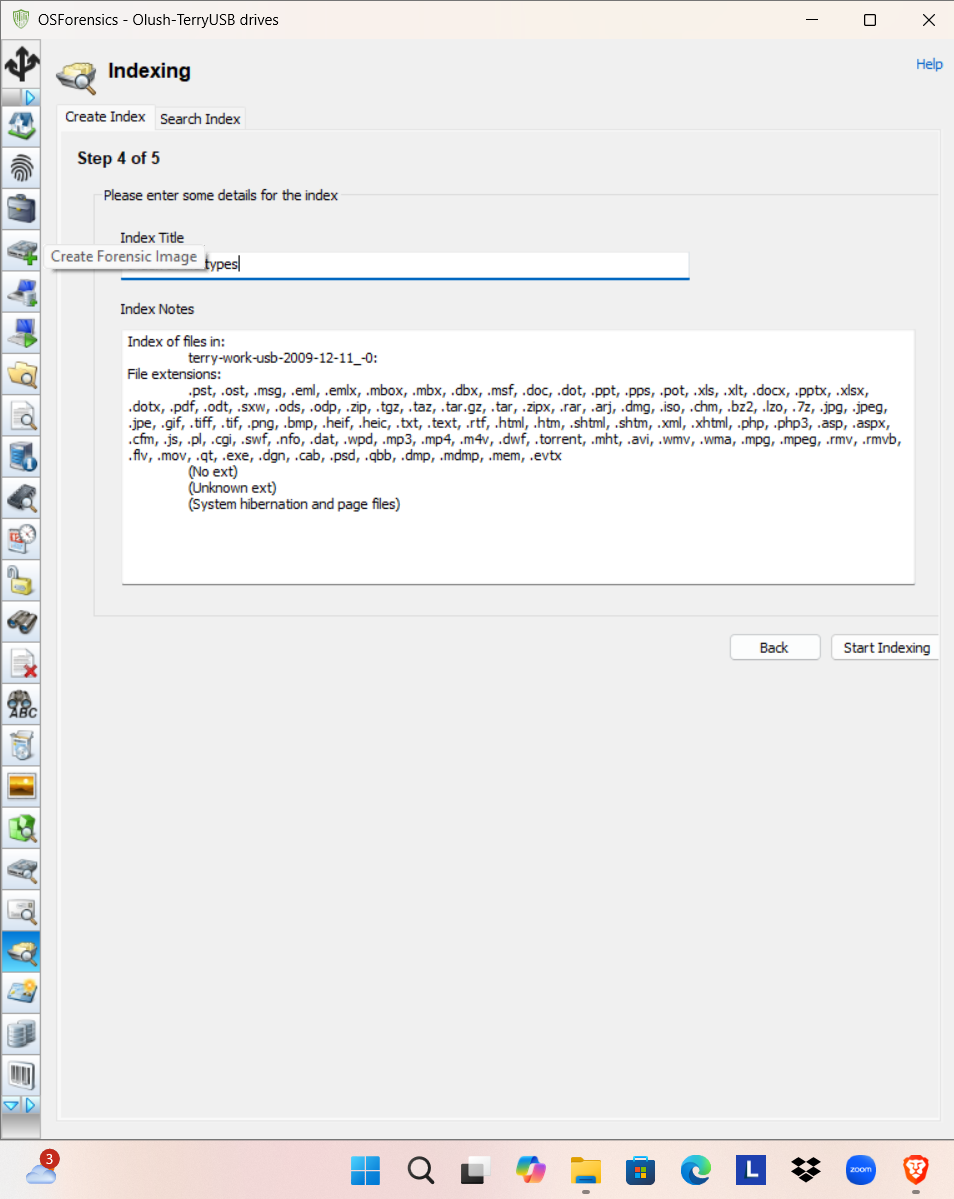 OSForensics - Olush-TerryUSB drives
Indexing
Help
Create Index
Search Index
Step 4 of 5
Please enter some details for the index
Index Title
Create Forensic Image
types
Index Notes
Index of files in:
terry-work-usb-2009-12-11_-0:
File extensions:
.pst, .ost, .msg, .eml, .emlx, .mbox, .mbx, .dbx, .msf, .doc, .dot, .ppt, .pps, .pot, .xls, .xlt, .docx, .pptx, .xlsx,
.dotx, .pdf, .odt, .sxw, .ods, .odp, .zip, .tgz, .taz, .tar.gz, .tar, .zipx, .rar, .arj, .dmg, .iso, .chm, .bz2, .lzo, .7z, .jpg, .jpeg,
.jpe, .gif, .tiff, .tif, .png, .bmp, .heif, .heic, .txt, .text, .rtf, .html, .htm, .shtml, .shtm, .xml, .xhtml, .php, .php3, .asp, .aspx,
.cfm, .js, .pl, .cgi, .swf, .nfo, .dat, .wpd, .mp3, .mp4, .m4v, .dwf, .torrent, .mht, .avi, .wmv, .wma, .mpg, .mpeg, .rmv, .rmvb,
.flv, .mov, .qt, .exe, .dgn, .cab, .psd, .qbb, .dmp, .mdmp, .mem, .evtx
(No ext)
(Unknown ext)
(System hibernation and page files)
Back
Start Indexing
ABC
3
L
zoom